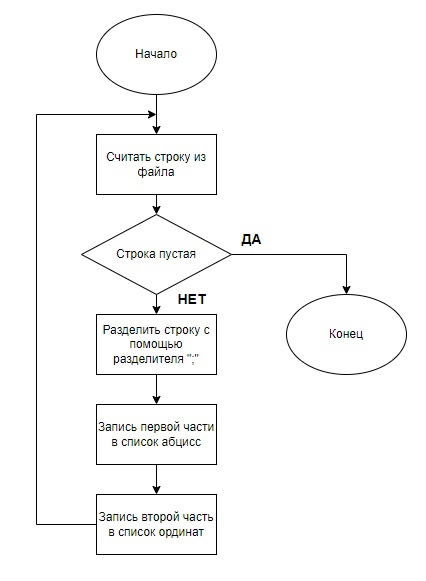 Начало
Считать строку из
файла
Строка пустая
ДА
НЕТ
Разделить строку с
помощью
разделителя ";"
Конец
Запись первой части
в список абцисс
Запись второй часть
в список ординат